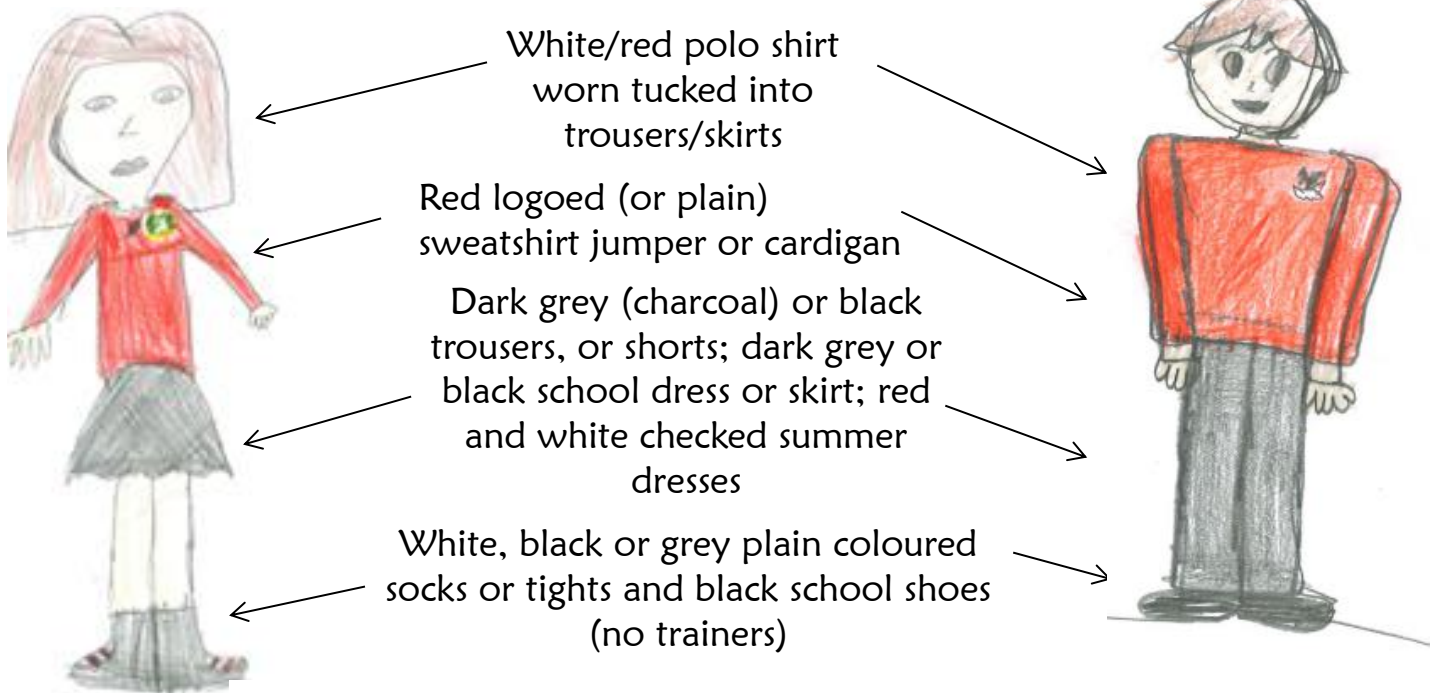 White/red polo shirt
worn tucked into
trousers/skirts
Red logoed (or plain)
sweatshirt jumper or cardigan
Dark grey (charcoal) or black
trousers, or shorts; dark grey or
black school dress or skirt; red
and white checked summer
dresses
White, black or grey plain coloured
socks or tights and black school shoes
(no trainers)